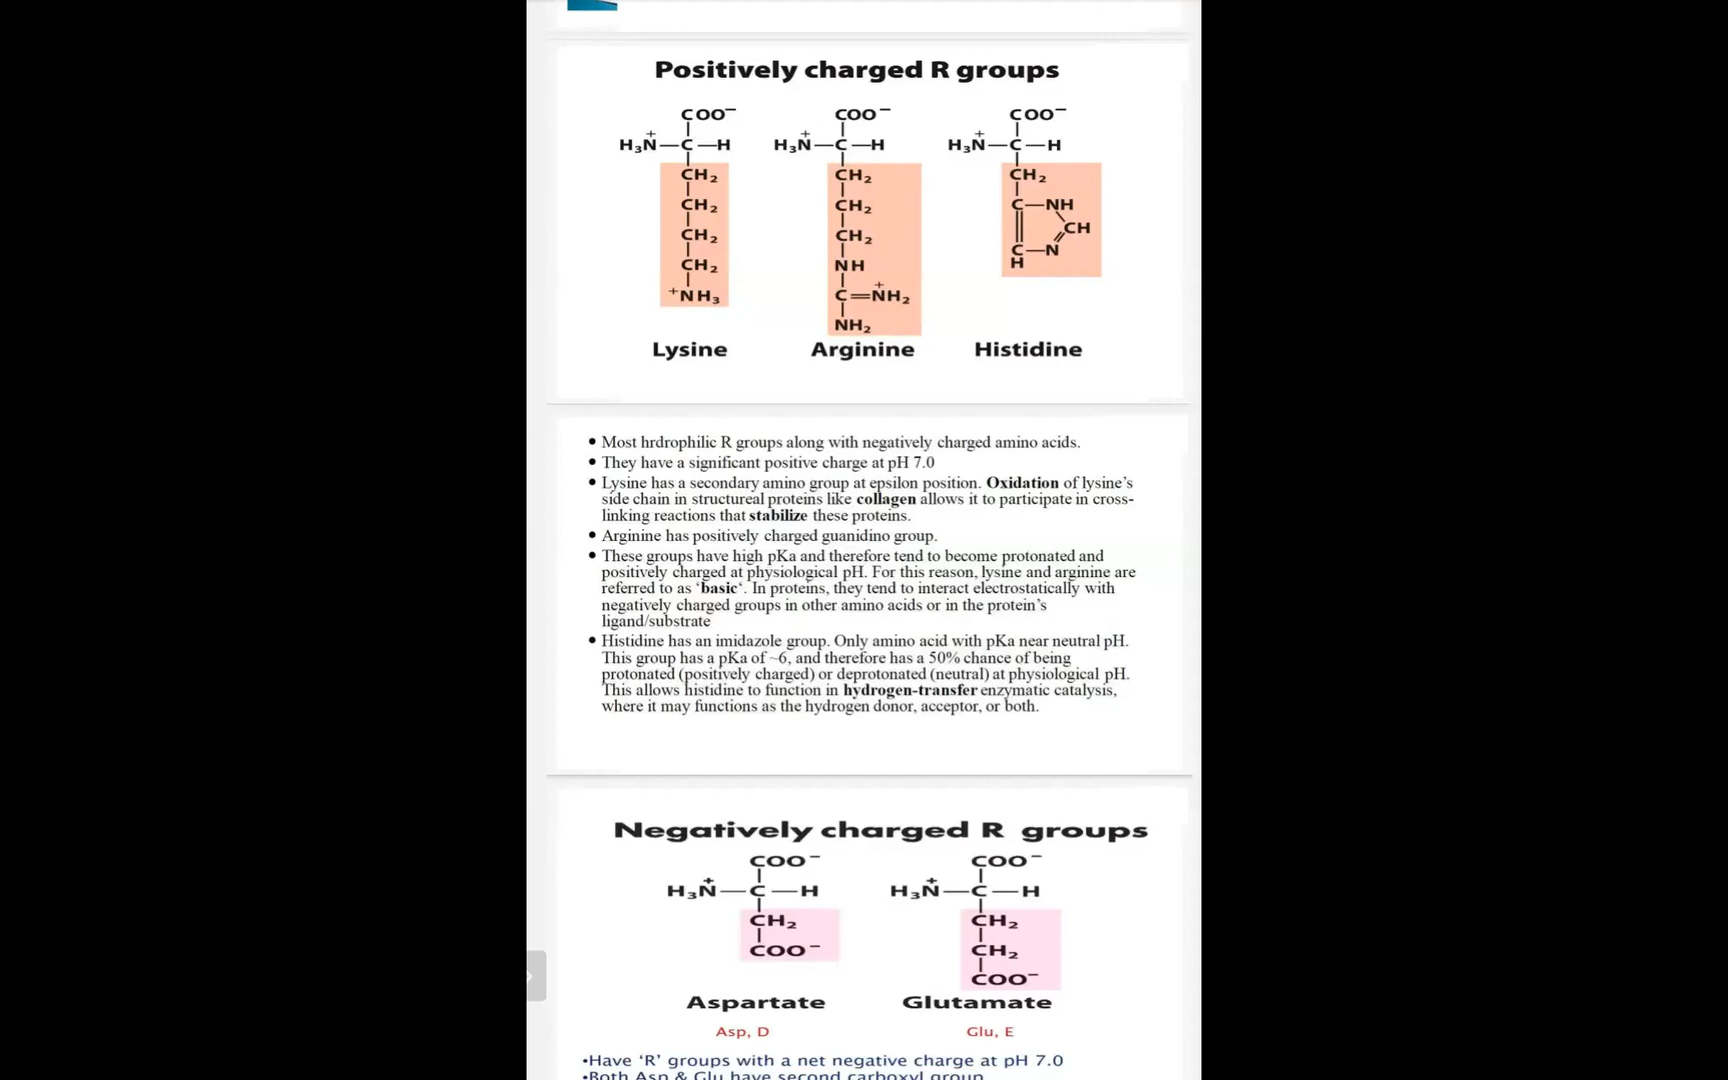 Positively charged R groups
COO⁻ COO⁻ COO⁻
H₃N⁺—C—H H₃N⁺—C—H H₃N⁺—C—H
CH₂ CH₂ CH₂
CH₂ CH₂ C—NH
CH
CH₂ CH₂ C—N
CH₂ NH H
⁺NH₃ C=N⁺H₂
NH₂
Lysine Arginine Histidine
• Most hrdrophilic R groups along with negatively charged amino acids.
• They have a significant positive charge at pH 7.0
• Lysine has a secondary amino group at epsilon position. Oxidation of lysine's
side chain in structureal proteins like collagen allows it to participate in cross-
linking reactions that stabilize these proteins.
• Arginine has positively charged guanidino group.
• These groups have high pKa and therefore tend to become protonated and
positively charged at physiological pH. For this reason, lysine and arginine are
referred to as 'basic'. In proteins, they tend to interact electrostatically with
negatively charged groups in other amino acids or in the protein's
ligand/substrate
• Histidine has an imidazole group. Only amino acid with pKa near neutral pH.
This group has a pKa of ~6, and therefore has a 50% chance of being
protonated (positively charged) or deprotonated (neutral) at physiological pH.
This allows histidine to function in hydrogen-transfer enzymatic catalysis,
where it may functions as the hydrogen donor, acceptor, or both.
Negatively charged R groups
COO⁻ COO⁻
H₃N⁺—C—H H₃N⁺—C—H
CH₂ CH₂
COO⁻ CH₂
COO⁻
Aspartate Glutamate
Asp, D Glu, E
•Have 'R' groups with a net negative charge at pH 7.0
•Both Asp & Glu have second carboxyl group